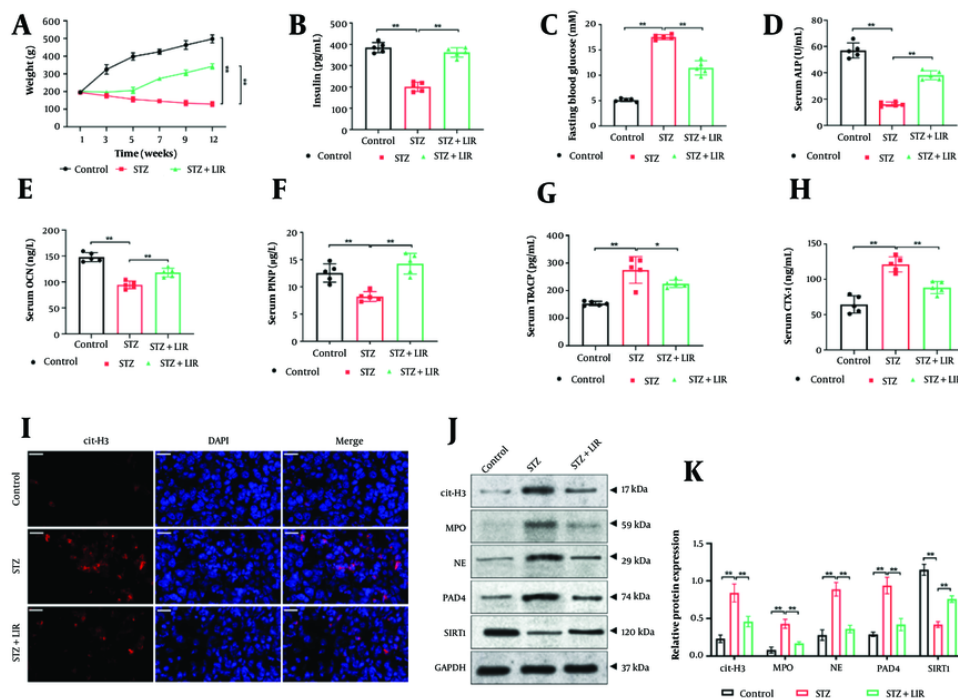 A
Weight (g)
600
500
400
300
200
100
0
1 3 5 7 9 12
Time (weeks)
**
**
Control STZ STZ + LIR
B
Insulin (pg/mL)
500
400
300
200
100
0
** **
Control STZ STZ + LIR
Control STZ STZ + LIR
C
Fasting blood glucose (mM)
20
15
10
5
0
** **
Control STZ STZ + LIR
Control STZ STZ + LIR
D
Serum ALP (U/mL)
80
60
40
20
0
**
**
Control STZ STZ + LIR
Control STZ STZ + LIR
E
Serum OCN (ng/L)
200
150
100
50
0
**
**
Control STZ STZ + LIR
Control STZ STZ + LIR
F
Serum PINP (μg/L)
20
15
10
5
0
** **
Control STZ STZ + LIR
Control STZ STZ + LIR
G
Serum TRACP (pg/mL)
400
300
200
100
0
** *
Control STZ STZ + LIR
Control STZ STZ + LIR
H
Serum CTX-1 (ng/mL)
150
100
50
0
** **
Control STZ STZ + LIR
Control STZ STZ + LIR
I
cit-H3 DAPI Merge
Control
STZ
STZ + LIR
J
Control STZ STZ + LIR
cit-H3 17 kDa
MPO 59 kDa
NE 29 kDa
PAD4 74 kDa
SIRT1 120 kDa
GAPDH 37 kDa
K
Relative protein expression
1.5
1.0
0.5
0.0
** ** ** ** ** ** ** ** ** **
cit-H3 MPO NE PAD4 SIRT1
Control STZ STZ + LIR